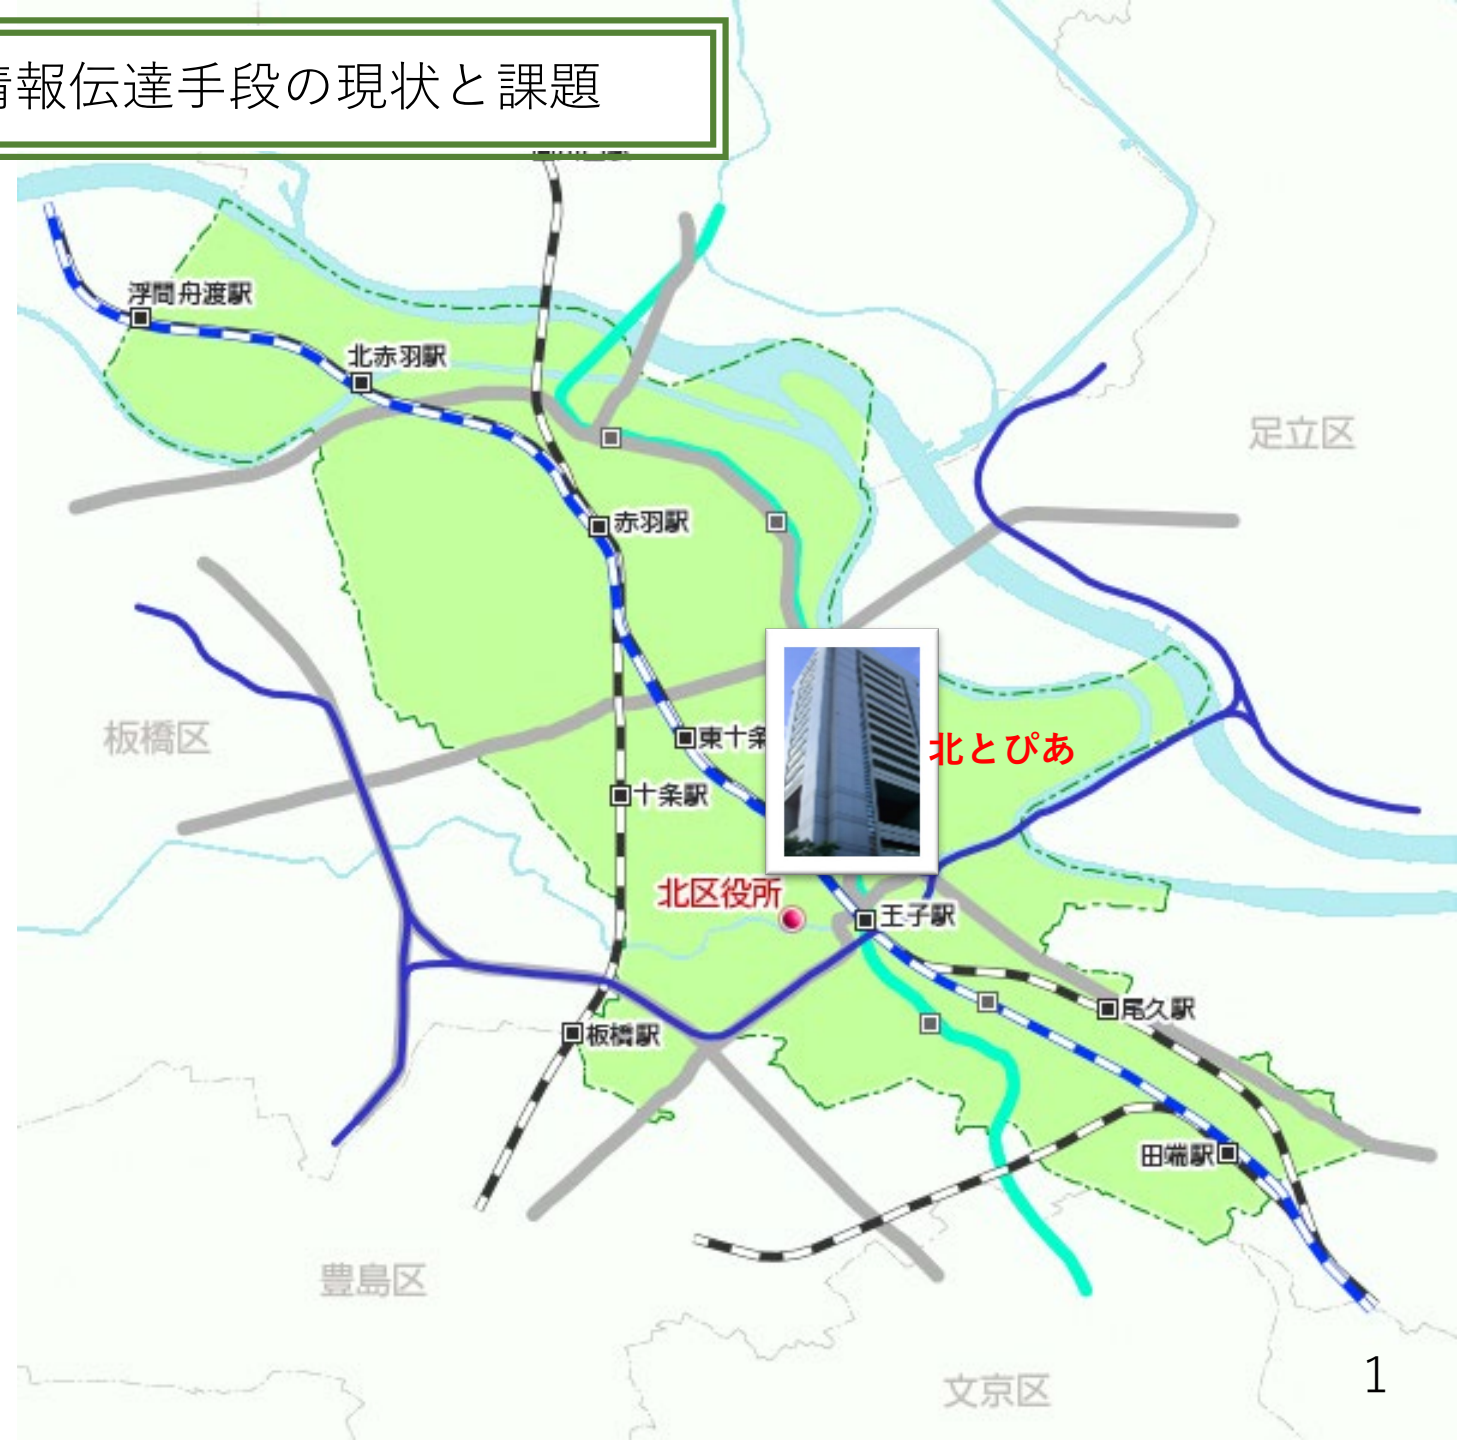 情報伝達手段の現状と課題
浮間舟渡駅
北赤羽駅
足立区
赤羽駅
板橋区
東十条
北とぴあ
十条駅
北区役所
王子駅
尾久駅
板橋駅
田端駅
豊島区
文京区
1